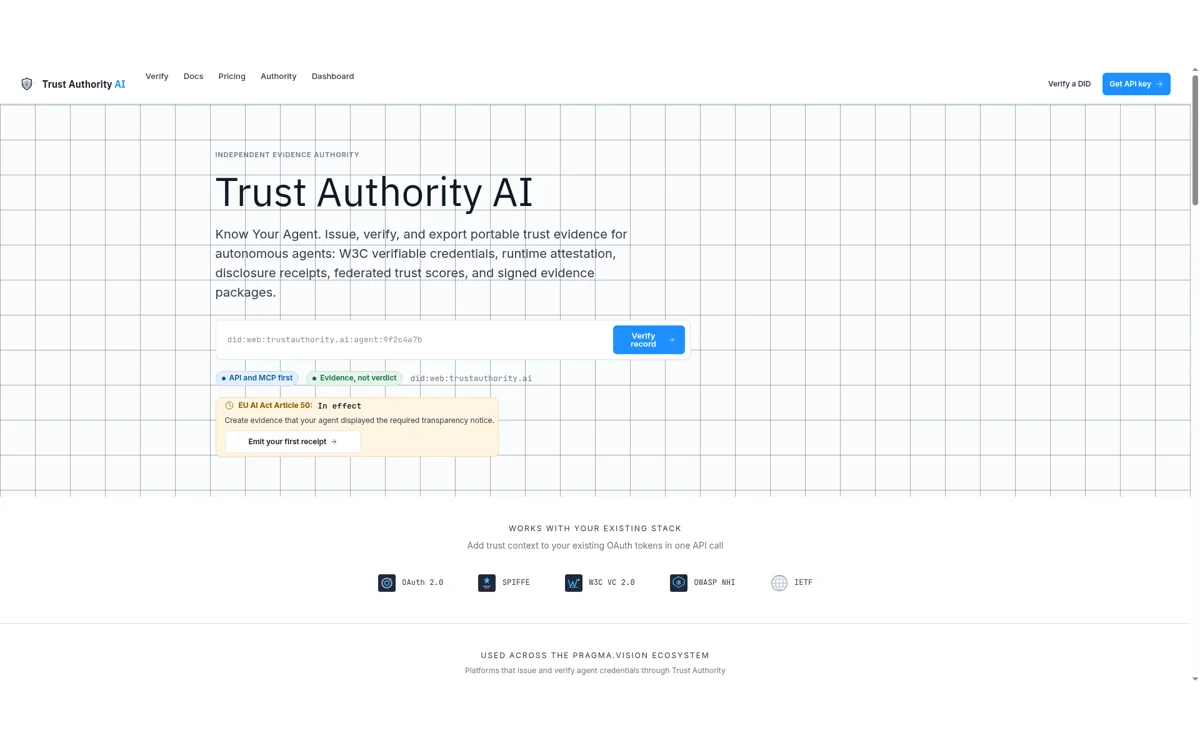 Trust Authority AI
Verify
Docs
Pricing
Authority
Dashboard
Verify a DID
Get API key →
INDEPENDENT EVIDENCE AUTHORITY
Trust Authority AI
Know Your Agent. Issue, verify, and export portable trust evidence for
autonomous agents: W3C verifiable credentials, runtime attestation,
disclosure receipts, federated trust scores, and signed evidence
packages.
did:web:trustauthority.ai:agent:9f2c4a7b
Verify
record →
API and MCP first
Evidence, not verdict
did:web:trustauthority.ai
EU AI Act Article 50: In effect
Create evidence that your agent displayed the required transparency notice.
Emit your first receipt →
WORKS WITH YOUR EXISTING STACK
Add trust context to your existing OAuth tokens in one API call
OAuth 2.0
SPIFFE
W3C VC 2.0
OWASP NHI
IETF
USED ACROSS THE PRAGMA.VISION ECOSYSTEM
Platforms that issue and verify agent credentials through Trust Authority